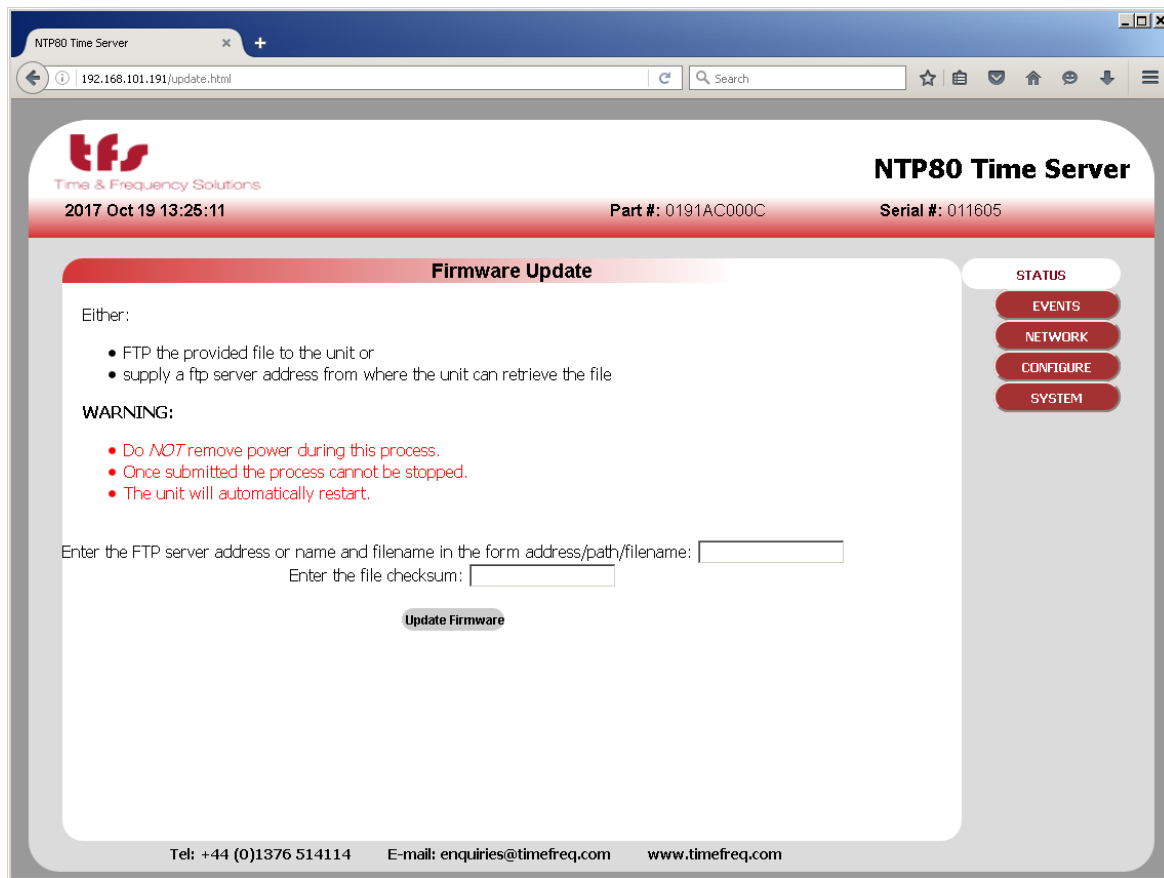 NTP80 Time Server
192.168.101.191/update.html
Search
tfs
Time & Frequency Solutions
NTP80 Time Server
2017 Oct 19 13:25:11 Part #: 0191AC000C Serial #: 011605
Firmware Update
STATUS
EVENTS
NETWORK
CONFIGURE
SYSTEM
Either:
• FTP the provided file to the unit or
• supply a ftp server address from where the unit can retrieve the file
WARNING:
• Do NOT remove power during this process.
• Once submitted the process cannot be stopped.
• The unit will automatically restart.
Enter the FTP server address or name and filename in the form address/path/filename:
Enter the file checksum:
Update Firmware
Tel: +44 (0)1376 514114 E-mail: enquiries@timefreq.com www.timefreq.com